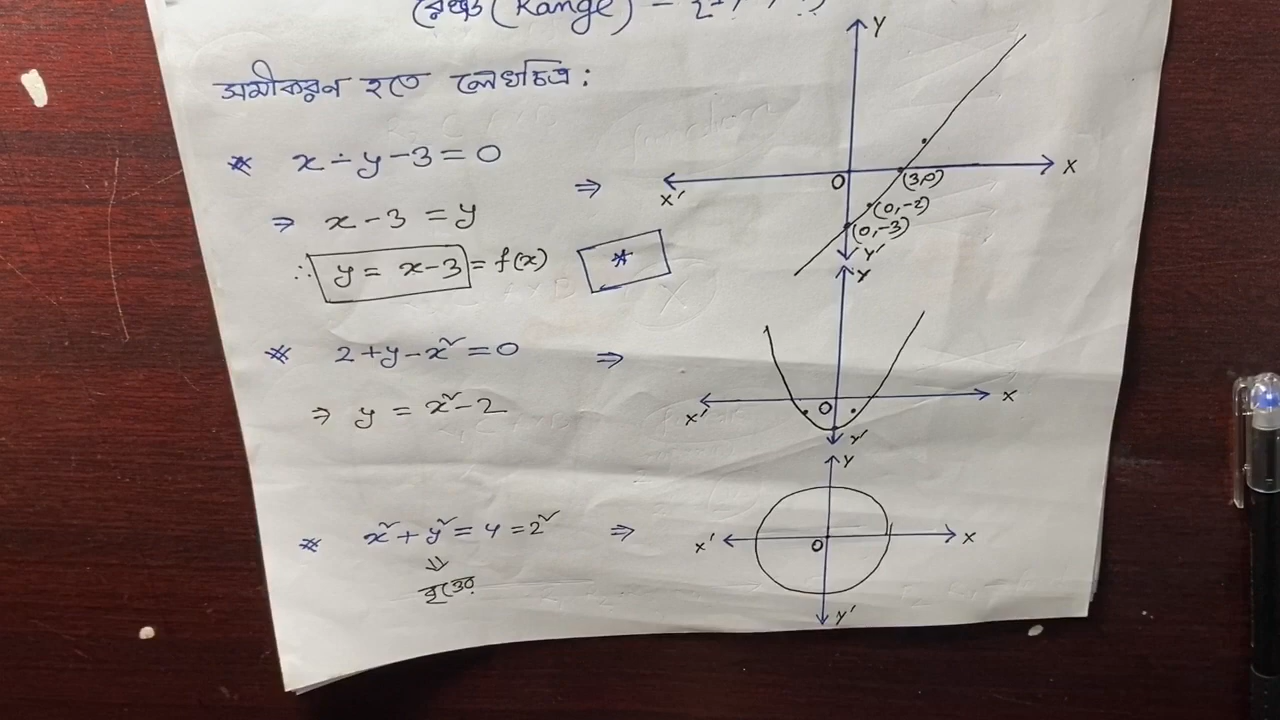 রেঞ্জ (Range) =
সমীকরন হতে লেখচিত্র :
* x - y - 3 = 0 ⇒
⇒ x - 3 = y
∴ y = x-3 = f(x) *
* 2 + y - x² = 0 ⇒
⇒ y = x² - 2
* x² + y² = 4 = 2² ⇒
⇓
বৃত্তের
Y
X' O (3,0) X
(0,-2)
(0,-3)
Y'
Y
X' O X
Y'
Y
X' O X
Y'